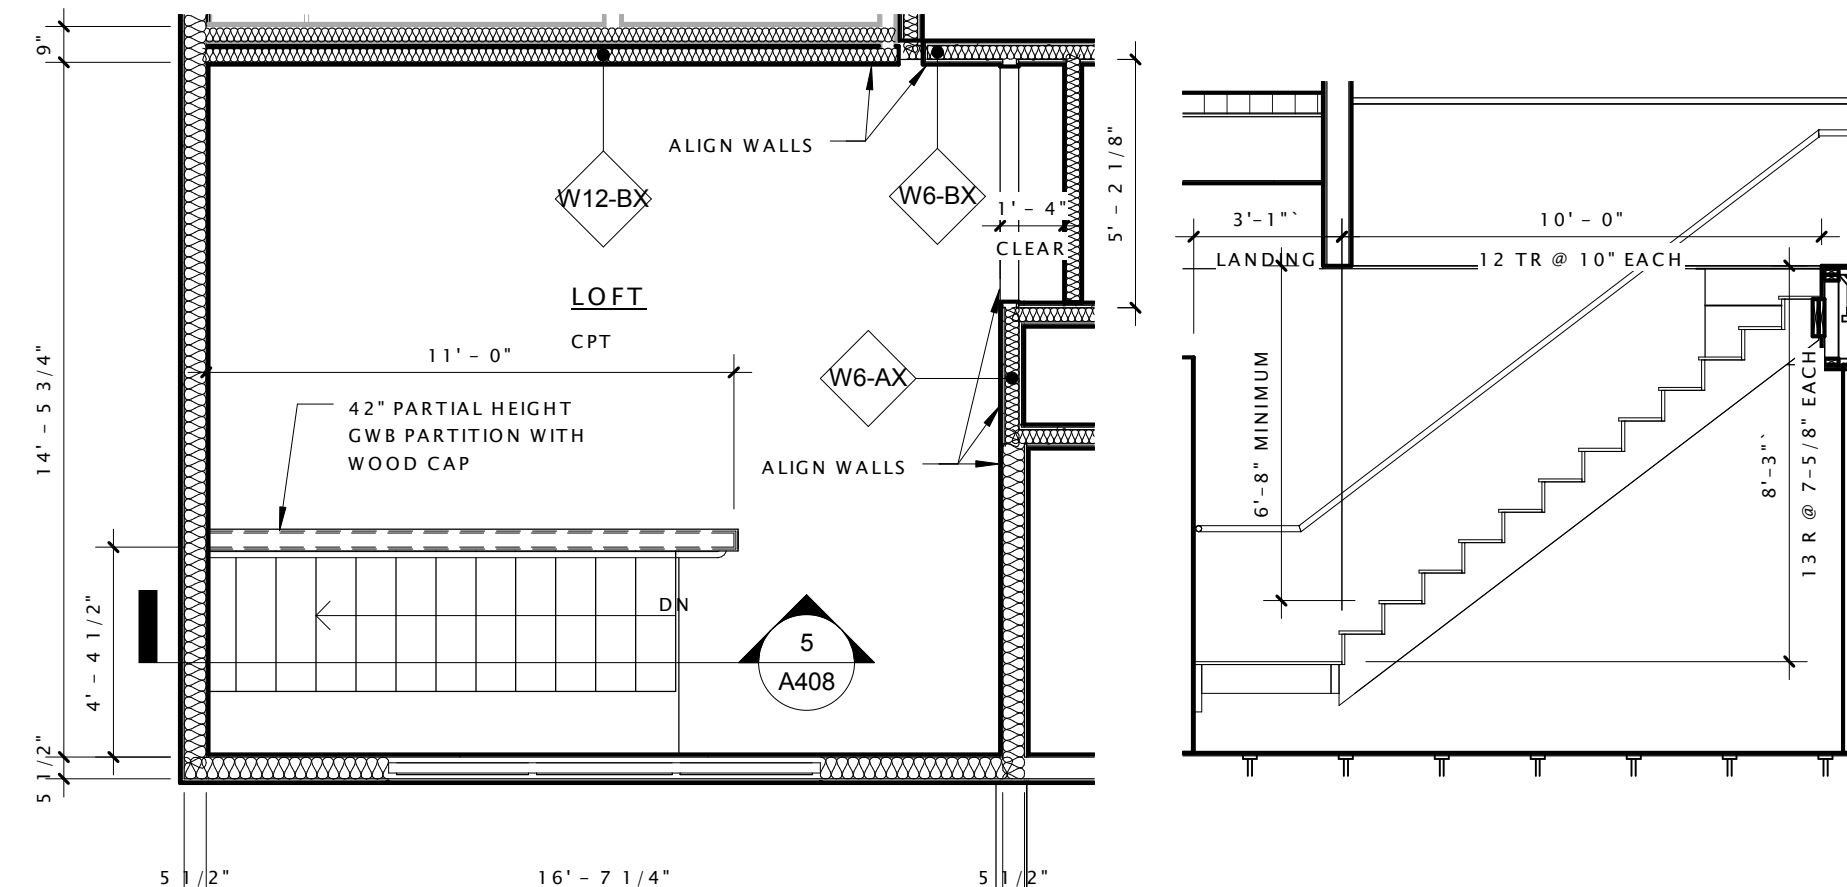 9"
W12-BX
ALIGN WALLS
W6-BX
1' - 4"
CLEAR
5' - 2 1/8"
LOFT
CPT
11' - 0"
W6-AX
42" PARTIAL HEIGHT
GWB PARTITION WITH
WOOD CAP
ALIGN WALLS
14' - 5 3/4"
4' - 4 1/2"
DN
5
A408
5 1/2"
5 1/2"
16' - 7 1/4"
5 1/2"
3'-1"`
10' - 0"
LANDING
12 TR @ 10" EACH
6'-8" MINIMUM
8'-3"`
13 R @ 7-5/8" EACH